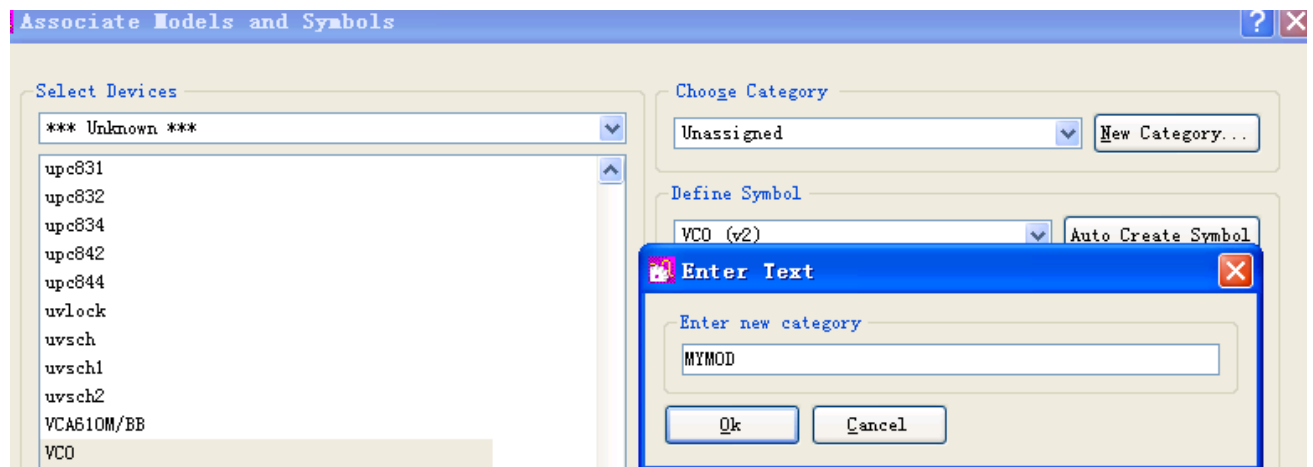 Associate Models and Symbols
Select Devices
*** Unknown ***
upc831
upc832
upc834
upc842
upc844
uvlock
uvsch
uvsch1
uvsch2
VCA610M/BB
VCO
Choose Category
Unassigned
New Category...
Define Symbol
VCO (v2)
Auto Create Symbol
Enter Text
Enter new category
MYMOD
Ok
Cancel